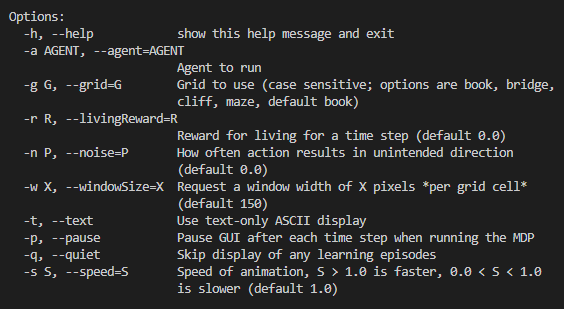 Options:
-h, --help show this help message and exit
-a AGENT, --agent=AGENT
Agent to run
-g G, --grid=G Grid to use (case sensitive; options are book, bridge,
cliff, maze, default book)
-r R, --livingReward=R
Reward for living for a time step (default 0.0)
-n P, --noise=P How often action results in unintended direction
(default 0.0)
-w X, --windowSize=X Request a window width of X pixels *per grid cell*
(default 150)
-t, --text Use text-only ASCII display
-p, --pause Pause GUI after each time step when running the MDP
-q, --quiet Skip display of any learning episodes
-s S, --speed=S Speed of animation, S > 1.0 is faster, 0.0 < S < 1.0
is slower (default 1.0)